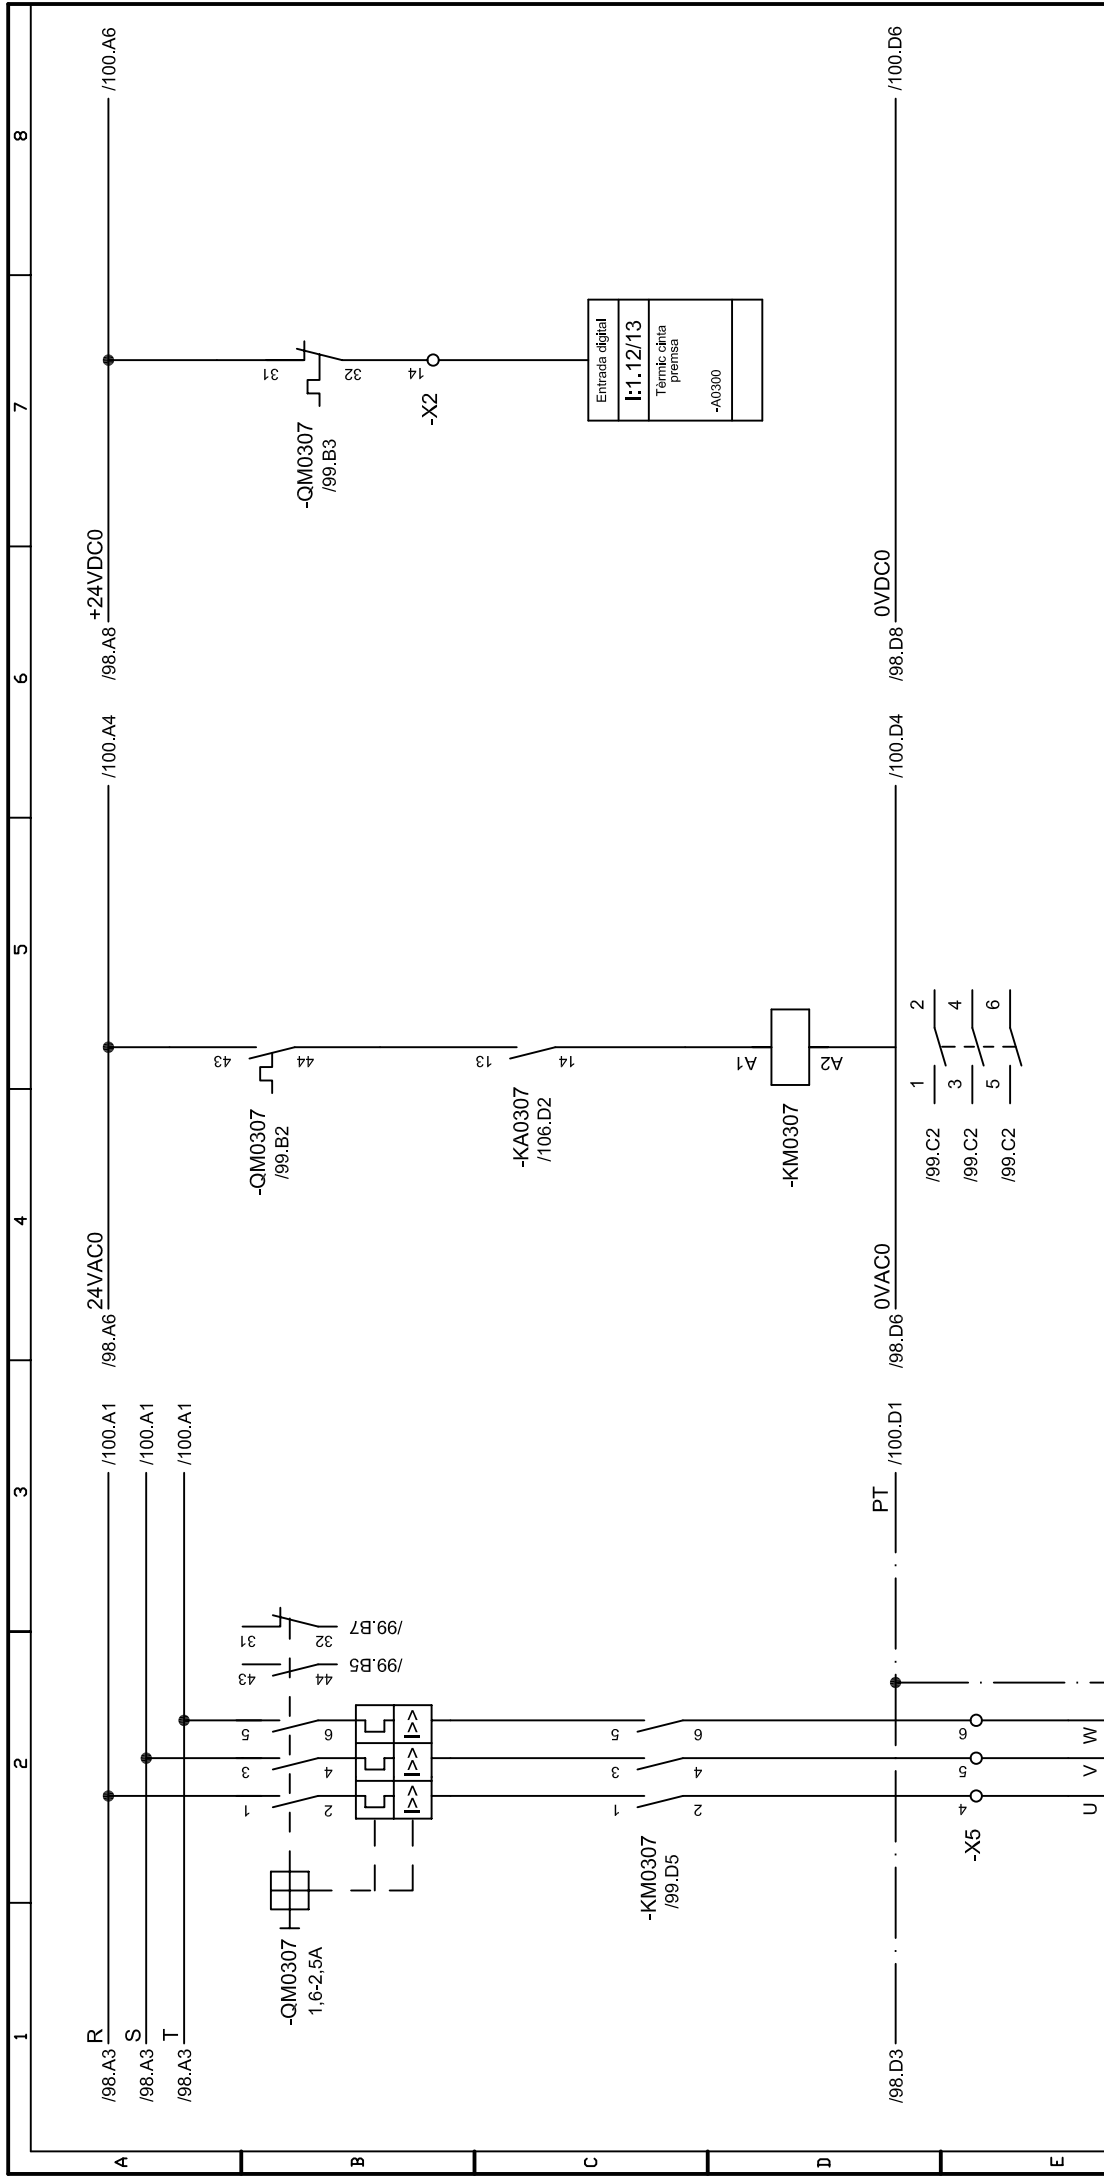 1 2 3 4 5 6 7 8
A
B
C
D
E
/98.A3 R /100.A1
/98.A3 S /100.A1
/98.A3 T /100.A1
/98.A6 24VAC0 /100.A4
/98.A8 +24VDC0 /100.A6
-QM0307
1,6-2,5A
1 3 5 43 31
2 4 6 44 32
/99.B5 /99.B7
I>> I>> I>>
-KM0307
/99.D5
1 3 5
2 4 6
/98.D3 PT /100.D1
-X5
4 5 6
U V W
-QM0307
/99.B2
43
44
-KA0307
/106.D2
13
14
-KM0307
A1
A2
/98.D6 0VAC0 /100.D4
/99.C2 1 2
/99.C2 3 4
/99.C2 5 6
-QM0307
/99.B3
31
32
-X2
14
Entrada digital
I:1.12/13
Tèrmic cinta
premsa
-A0300
/98.D8 0VDC0 /100.D6